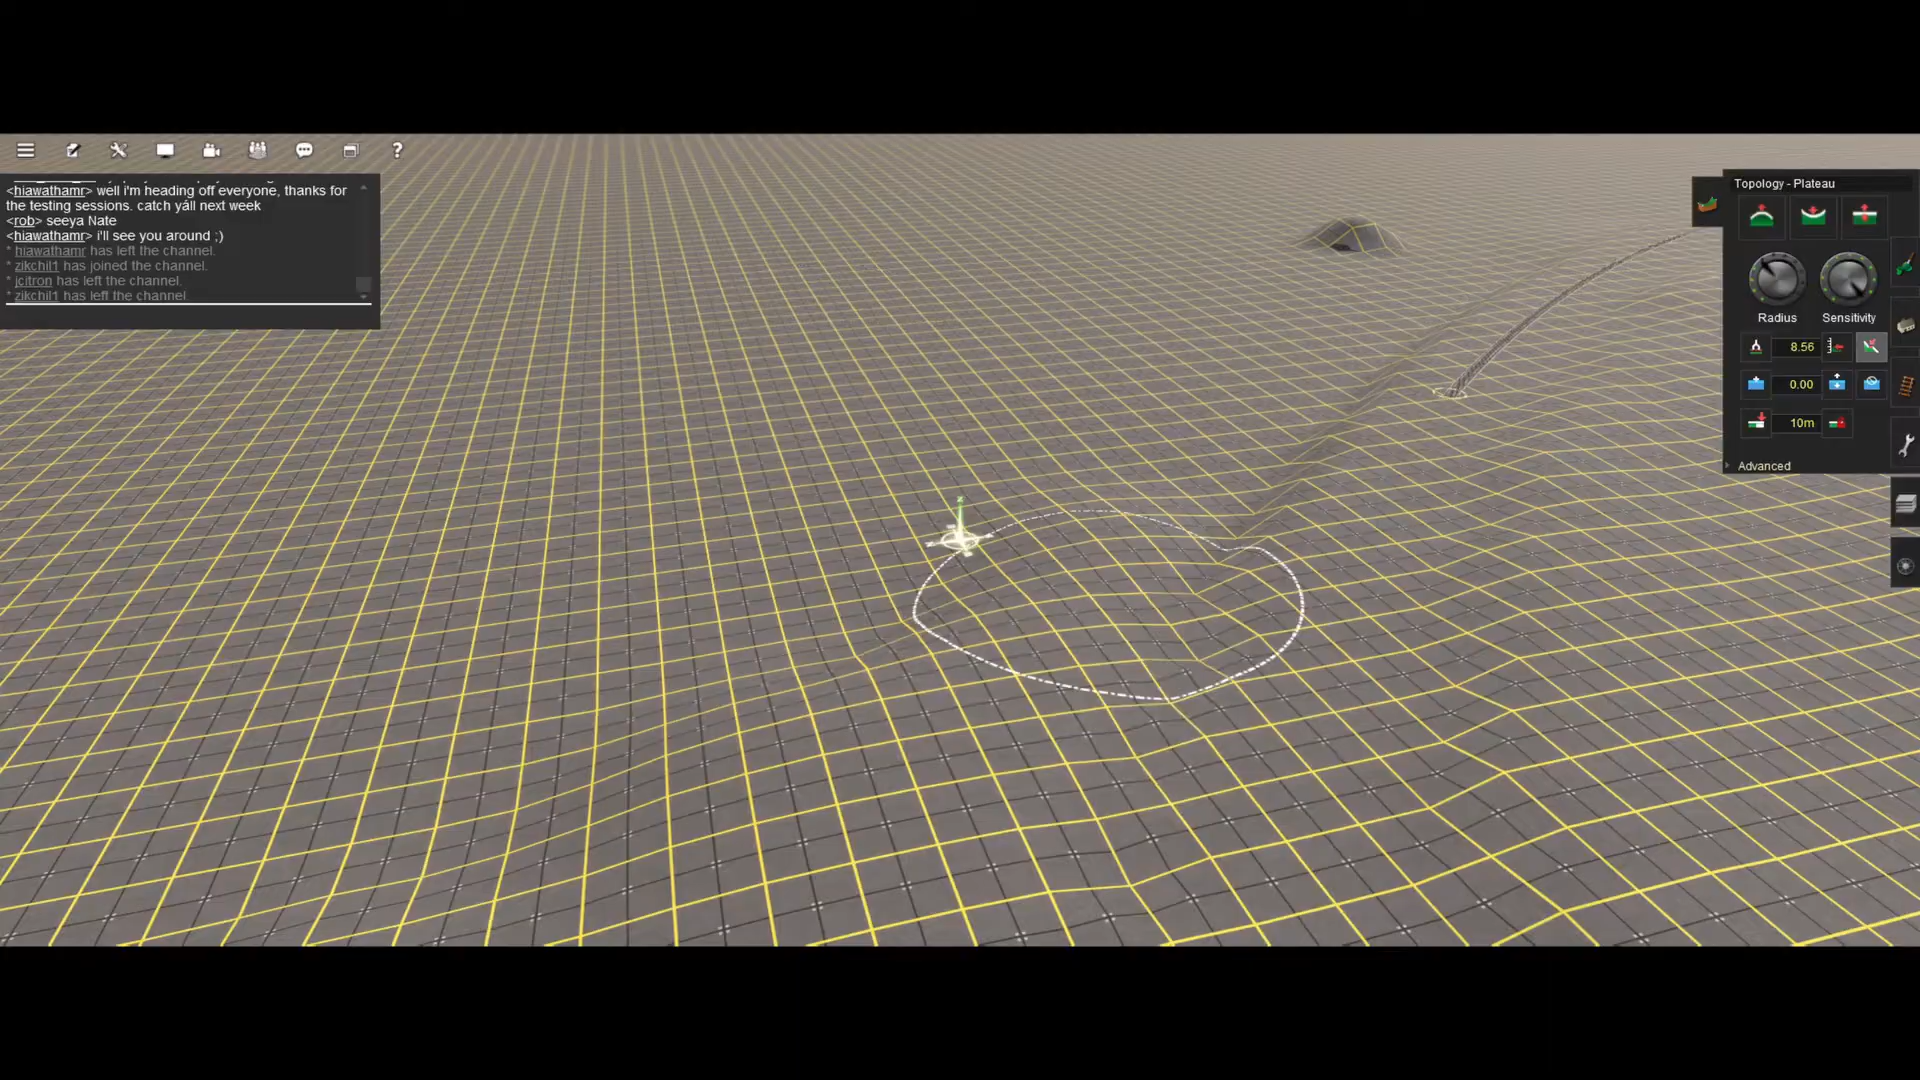 ?
<hiawathamr> well i'm heading off everyone, thanks for
the testing sessions. catch yáll next week
<rob> seeya Nate
<hiawathamr> i'll see you around ;)
* hiawathamr has left the channel.
* zikchil1 has joined the channel.
* jcitron has left the channel.
* zikchil1 has left the channel.
Topology - Plateau
Radius
Sensitivity
8.56
0.00
10m
Advanced